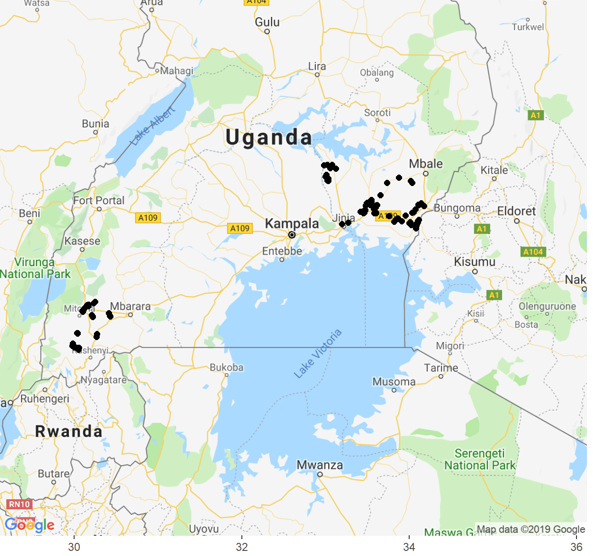 Watsa
Arua
A104
Gulu
Turkwel
Mahagi
Lira
Obalang
Bunia
Lake Albert
Soroti
A1
Uganda
Mbale
Kitale
Beni
Fort Portal
A109
Kampala
Jinja
Bungoma
Eldoret
A109
A1
Kasese
Entebbe
A104
Virunga
National Park
Kisumu
Nak
A1
Mbarara
Kisii
Olenguruone
Bosta
Lake Victoria
Migori
Nyagatare
Bukoba
Tarime
Musoma
Ruhengeri
a
Rwanda
Serengeti
National Park
Butare
Mwanza
RN10
Google
Uyovu
Maswa G
Map data ©2019 Google
30
32
34
36